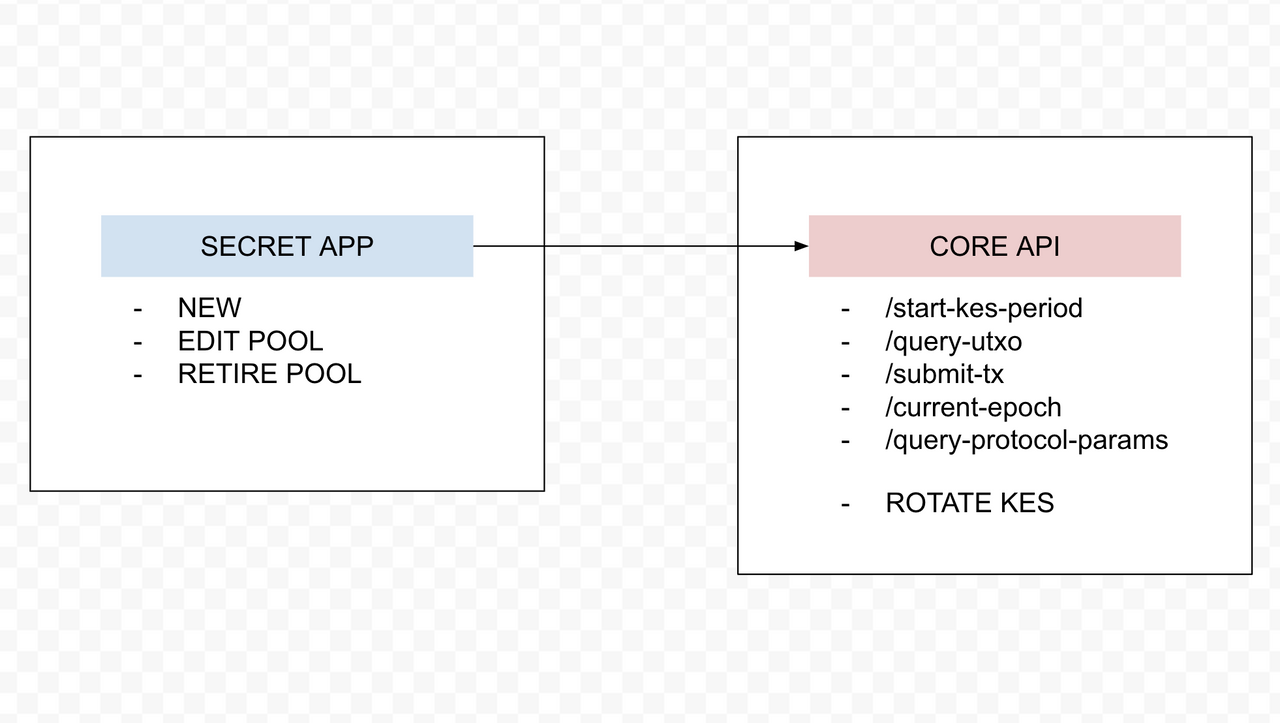 SECRET APP
- NEW
- EDIT POOL
- RETIRE POOL
CORE API
- /start-kes-period
- /query-utxo
- /submit-tx
- /current-epoch
- /query-protocol-params
- ROTATE KES